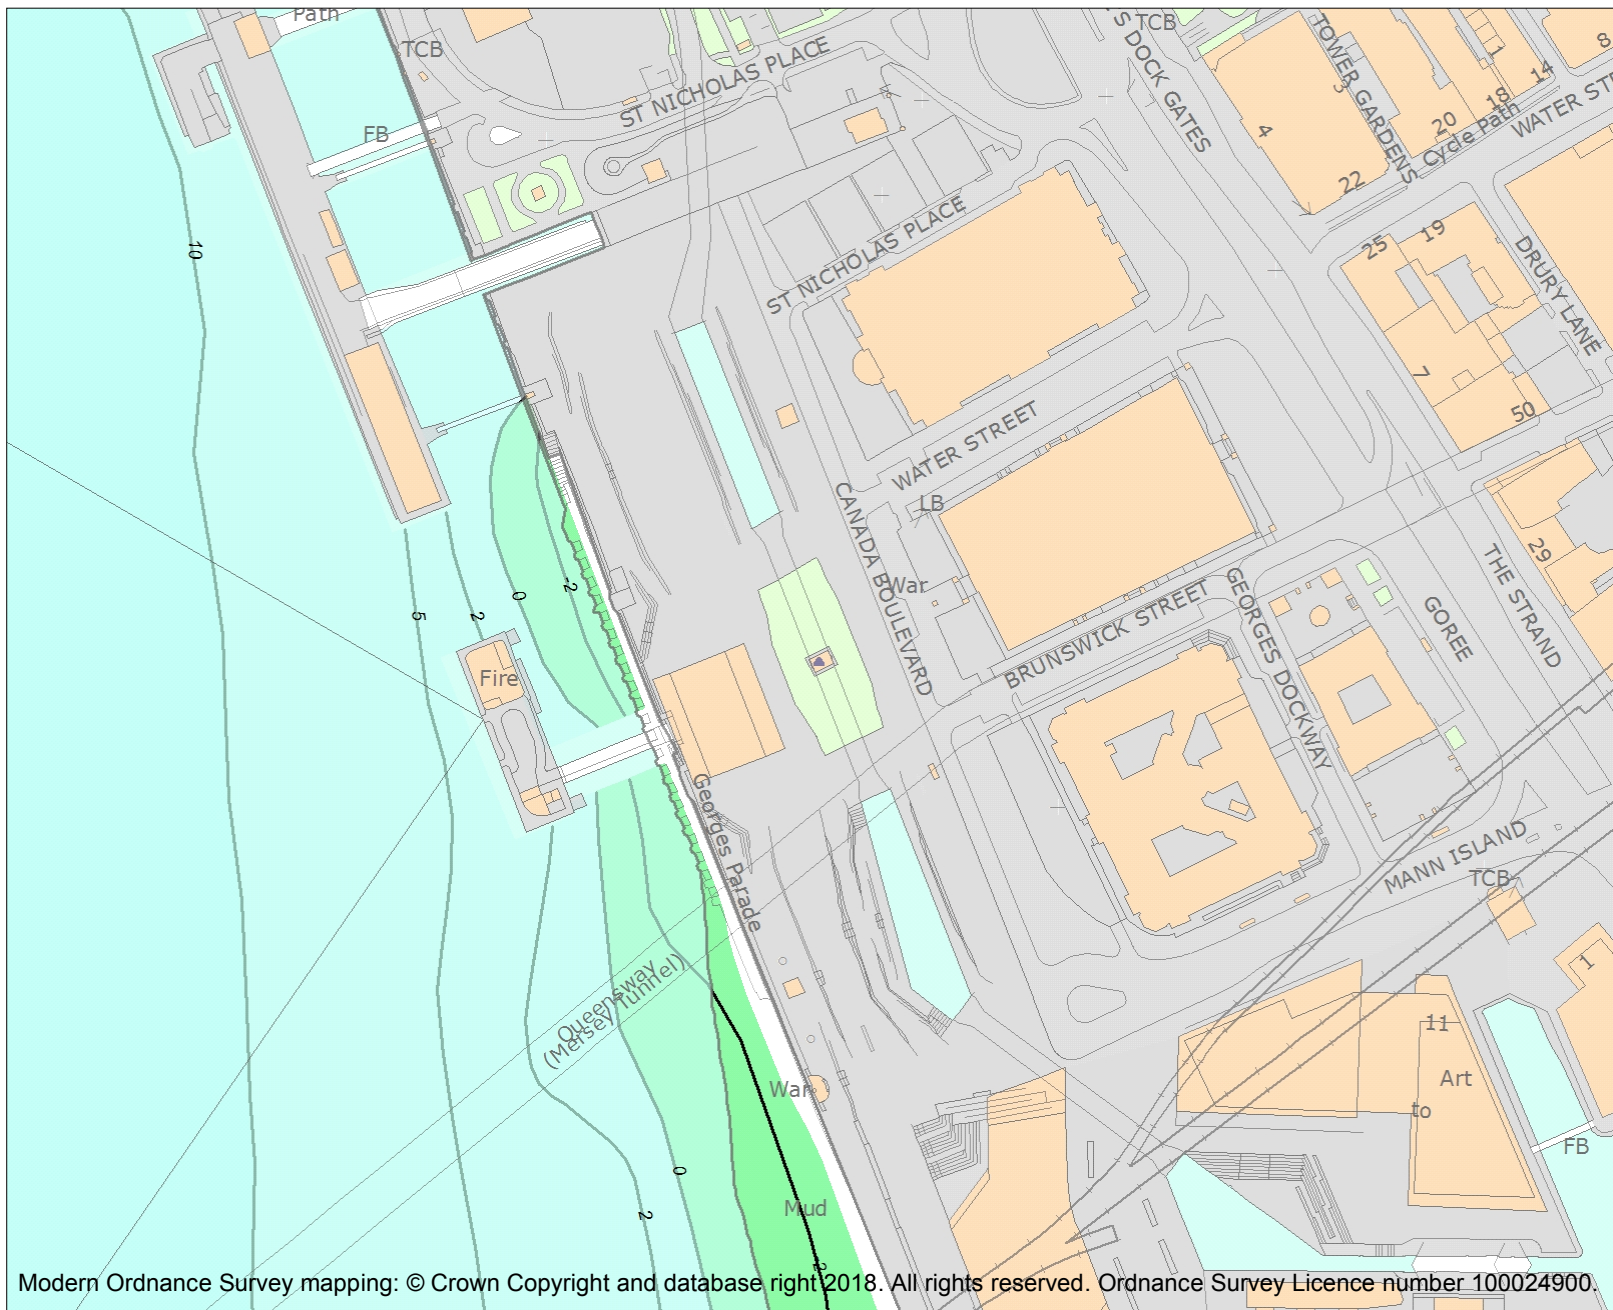 Path
TCB
FB
ST NICHOLAS PLACE
TCB
S DOCK GATES
TOWER GARDENS
3
4
22
20
18
14
1
8
Cycle Path
WATER STR
10
ST NICHOLAS PLACE
25
19
DRURY LANE
7
50
WATER STREET
LB
CANADA BOULEVARD
War
BRUNSWICK STREET
GEORGES DOCKWAY
GOREE
THE STRAND
29
5
2
0
-2
Fire
Georges Parade
MANN ISLAND
TCB
1
Queensway
(Mersey Tunnel)
War
11
Art
to
FB
0
2
Mud
-2
Modern Ordnance Survey mapping: © Crown Copyright and database right 2018. All rights reserved. Ordnance Survey Licence number 100024900.